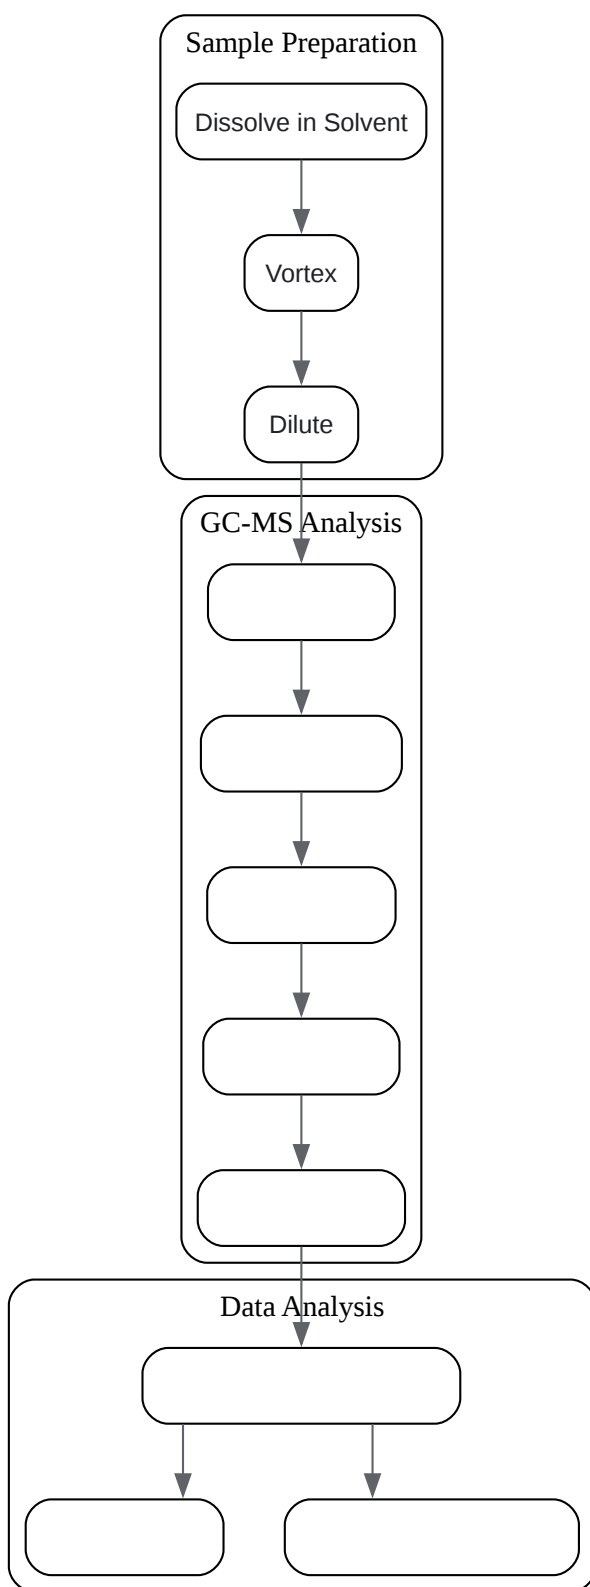 Sample Preparation
Dissolve in Solvent
Vortex
Dilute
GC-MS Analysis
Data Analysis